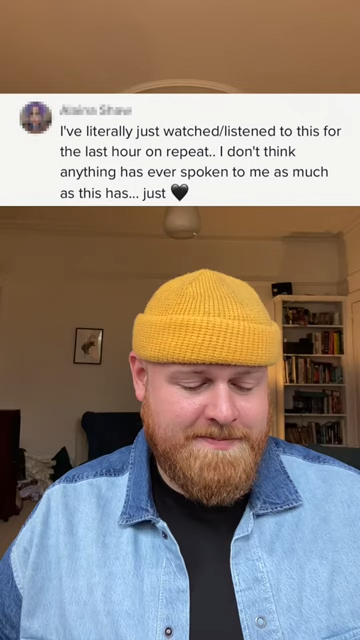 I've literally just watched/listened to this for
the last hour on repeat.. I don't think
anything has ever spoken to me as much
as this has... just 🖤